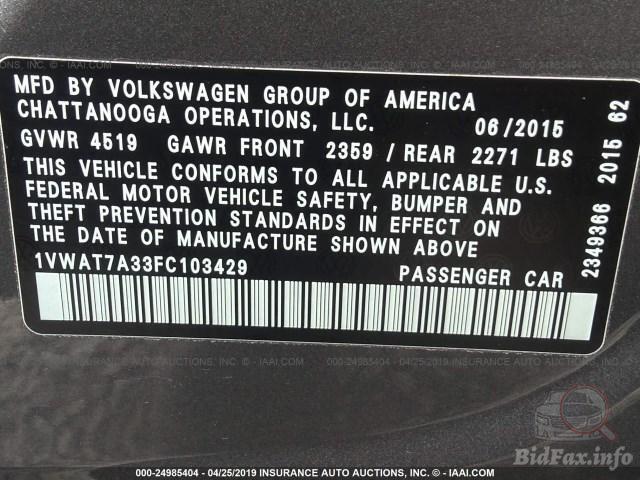 MFD BY VOLKSWAGEN GROUP OF AMERICA
CHATTANOOGA OPERATIONS, LLC. 06/2015
GVWR 4519 GAWR FRONT 2359 / REAR 2271 LBS
THIS VEHICLE CONFORMS TO ALL APPLICABLE U.S.
FEDERAL MOTOR VEHICLE SAFETY, BUMPER AND
THEFT PREVENTION STANDARDS IN EFFECT ON
THE DATE OF MANUFACTURE SHOWN ABOVE
1VWAT7A33FC103429 PASSENGER CAR
2349366 2015 62
000-24985404 - 04/25/2019 INSURANCE AUTO AUCTIONS, INC. - © IAAI.COM
BidFax.info